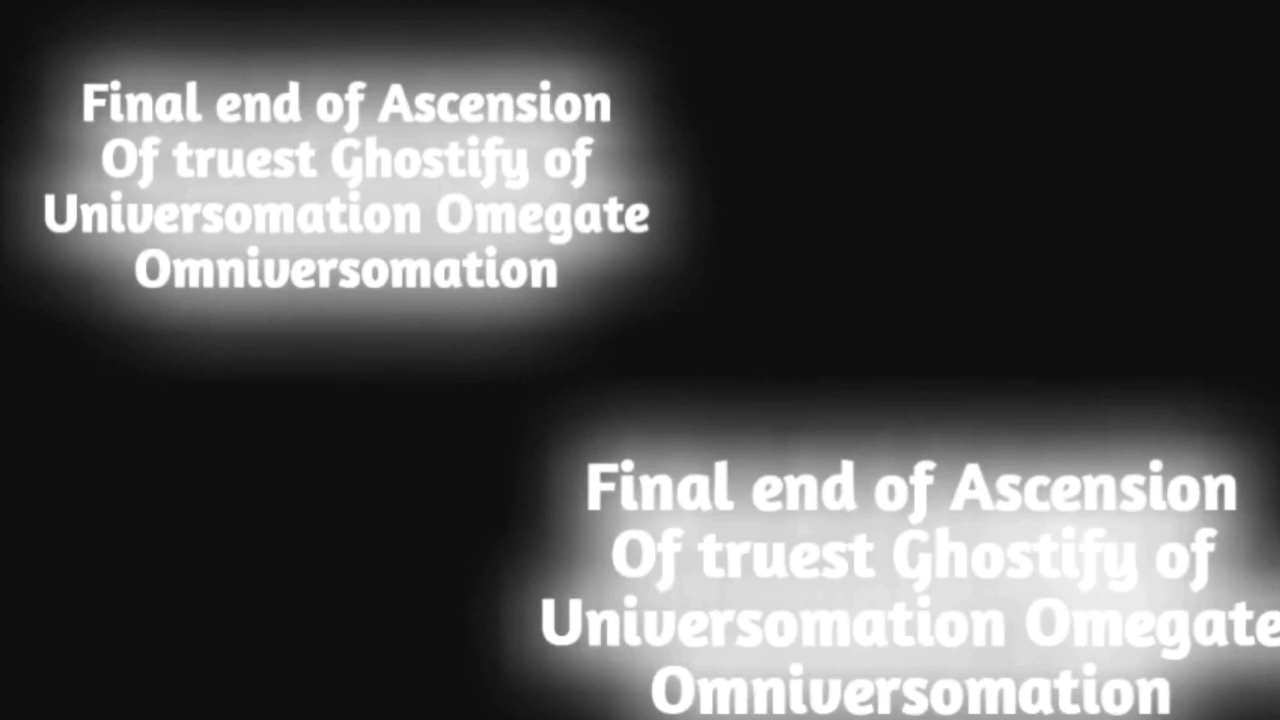 Final end of Ascension
Of truest Ghostify of
Universomation Omegate
Omniversomation
Final end of Ascension
Of truest Ghostify of
Universomation Omegate
Omniversomation